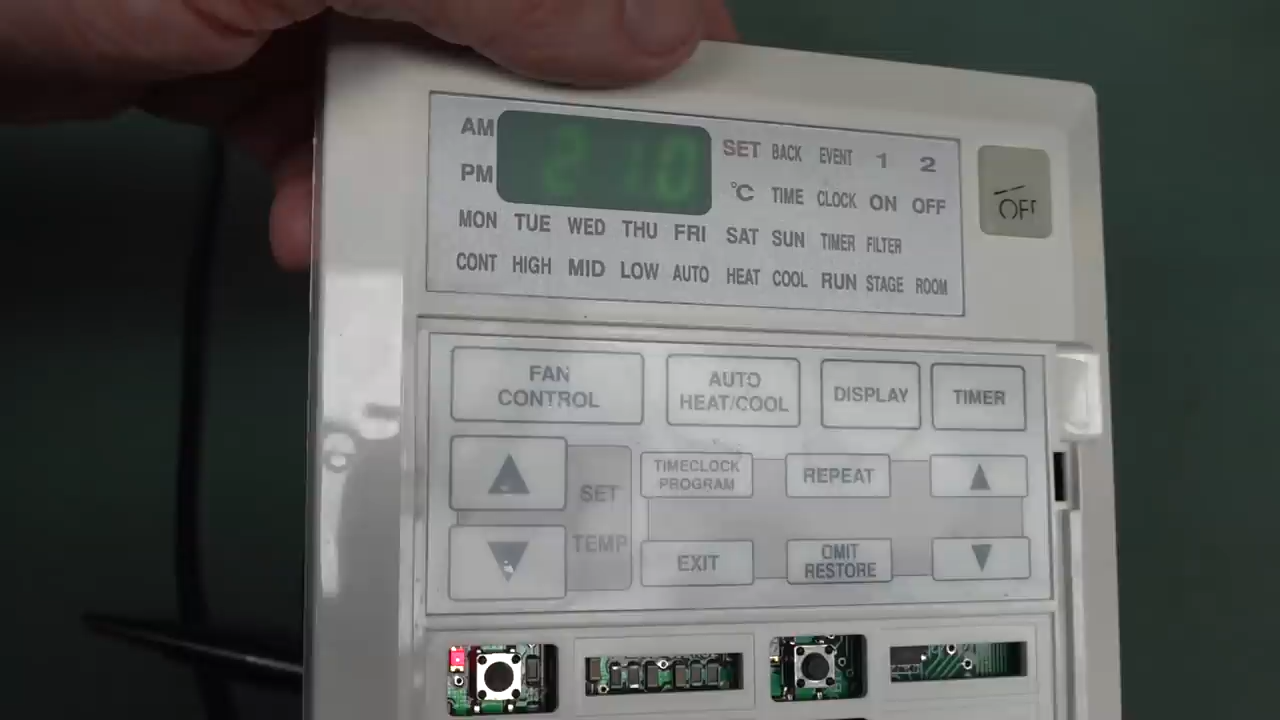 AM 21.0 SET BACK EVENT 1 2
PM °C TIME CLOCK ON OFF
MON TUE WED THU FRI SAT SUN TIMER FILTER
CONT HIGH MID LOW AUTO HEAT COOL RUN STAGE ROOM
OFF
FAN
CONTROL
AUTO
HEAT/COOL
DISPLAY
TIMER
SET
TEMP
TIMECLOCK
PROGRAM
REPEAT
EXIT
OMIT
RESTORE